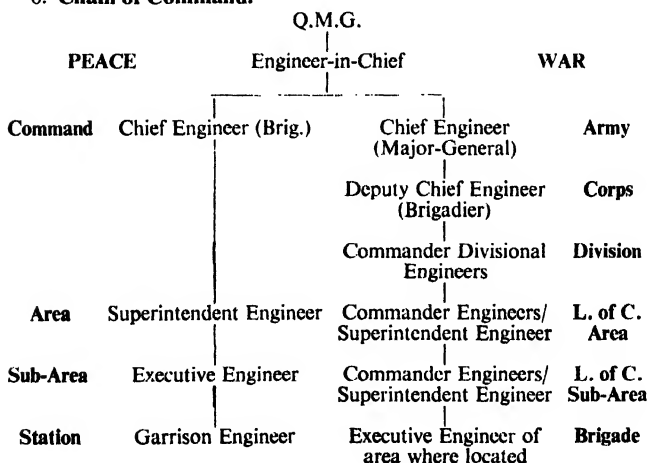 6. Chain of Command.
Q.M.G.
PEACE Engineer-in-Chief WAR
Command Chief Engineer (Brig.) Chief Engineer Army
(Major-General)
Deputy Chief Engineer Corps
(Brigadier)
Commander Divisional Division
Engineers
Area Superintendent Engineer Commander Engineers/ L. of C.
Superintendent Engineer Area
Sub-Area Executive Engineer Commander Engineers/ L. of C.
Superintendent Engineer Sub-Area
Station Garrison Engineer Executive Engineer of Brigade
area where located